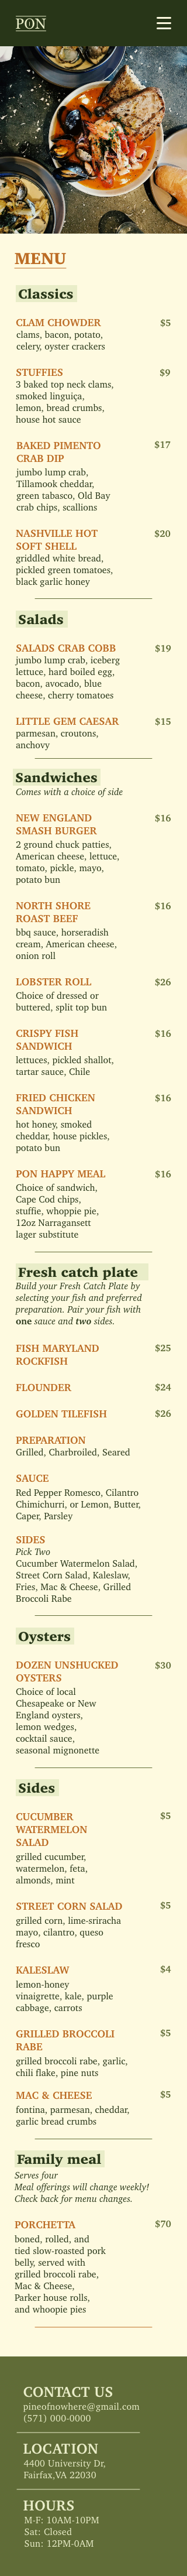 PON
MENU
Classics
CLAM CHOWDER $5
clams, bacon, potato,
celery, oyster crackers
STUFFIES $9
3 baked top neck clams,
smokey linguiça,
lemon, bread crumbs,
house hot sauce
BAKED PIMENTO $17
CRAB DIP
jumbo lump crab,
Tillamook cheddar,
green tabasco, Old Bay
crab chips, scallions
NASHVILLE HOT $20
SOFT SHELL
griddled white bread,
pickled green tomatoes,
black garlic honey
Salads
SALADS CRAB COBB $19
jumbo lump crab, iceberg
lettuce, hard boiled egg,
bacon, avocado, blue
cheese, cherry tomatoes
LITTLE GEM CAESAR $15
parmesan, croutons,
anchovy
Sandwiches
Comes with a choice of side
NEW ENGLAND $16
SMASH BURGER
2 ground chuck patties,
American cheese, lettuce,
tomato, pickle, mayo,
potato bun
NORTH SHORE $16
ROAST BEEF
bbq sauce, horseradish
cream, American cheese,
onion roll
LOBSTER ROLL $26
Choice of dressed or
buttered, split top bun
CRISPY FISH $16
SANDWICH
lettuces, pickled shallot,
tartar sauce, Chile
FRIED CHICKEN $16
SANDWICH
hot honey, smoked
cheddar, house pickles,
potato bun
PON HAPPY MEAL $16
Choice of sandwich,
Cape Cod chips,
stuffie, whoppie pie,
12oz Narragansett
lager substitute
Fresh catch plate
Build your Fresh Catch Plate by
selecting your fish and preferred
preparation. Pair your fish with
one sauce and two sides.
FISH MARYLAND $25
ROCKFISH
FLOUNDER $24
GOLDEN TILEFISH $26
PREPARATION
Grilled, Charbroiled, Seared
SAUCE
Red Pepper Romesco, Cilantro
Chimichurri, or Lemon, Butter,
Caper, Parsley
SIDES
Pick Two
Cucumber Watermelon Salad,
Street Corn Salad, Kaleslaw,
Fries, Mac & Cheese, Grilled
Broccoli Rabe
Oysters
DOZEN UNSHUCKED $30
OYSTERS
Choice of local
Chesapeake or New
England oysters,
lemon wedges,
cocktail sauce,
seasonal mignonette
Sides
CUCUMBER $5
WATERMELON
SALAD
grilled cucumber,
watermelon, feta,
almonds, mint
STREET CORN SALAD $5
grilled corn, lime-sriracha
mayo, cilantro, queso
fresco
KALESLAW $4
lemon-honey
vinaigrette, kale, purple
cabbage, carrots
GRILLED BROCCOLI $5
RABE
grilled broccoli rabe, garlic,
chili flake, pine nuts
MAC & CHEESE $5
fontina, parmesan, cheddar,
garlic bread crumbs
Family meal
Serves four
Meal offerings will change weekly!
Check back for menu changes.
PORCHETTA $70
boned, rolled, and
tied slow-roasted pork
belly, served with
grilled broccoli rabe,
Mac & Cheese,
Parker house rolls,
and whoopie pies
CONTACT US
pineofnowhere@gmail.com
(571) 000-0000
LOCATION
4400 University Dr,
Fairfax,VA 22030
HOURS
M-F: 10AM-10PM
Sat: Closed
Sun: 12PM-0AM